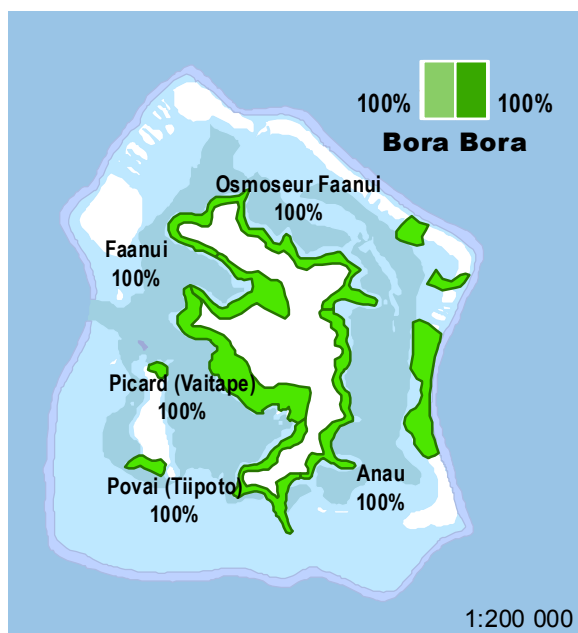 100% 100%
Bora Bora
Osmoseur Faanui
100%
Faanui
100%
Picard (Vaitape)
100%
Povai (Tiipoto)
100%
Anau
100%
1:200 000